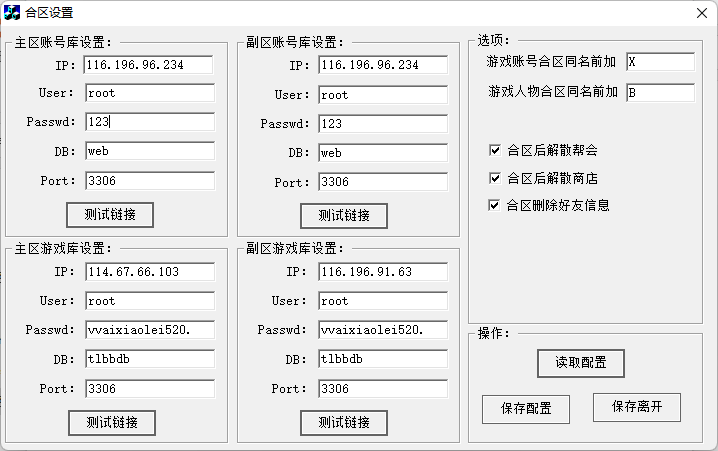 合区设置
主区账号库设置:
IP: 116.196.96.234
User: root
Passwd: 123
DB: web
Port: 3306
测试链接
副区账号库设置:
IP: 116.196.96.234
User: root
Passwd: 123
DB: web
Port: 3306
测试链接
主区游戏库设置:
IP: 114.67.66.103
User: root
Passwd: vvaixiaolei520.
DB: tlbbdb
Port: 3306
测试链接
副区游戏库设置:
IP: 116.196.91.63
User: root
Passwd: vvaixiaolei520.
DB: tlbbdb
Port: 3306
测试链接
选项:
游戏账号合区同名前加 X
游戏人物合区同名前加 B
合区后解散帮会
合区后解散商店
合区删除好友信息
操作:
读取配置
保存配置 保存离开